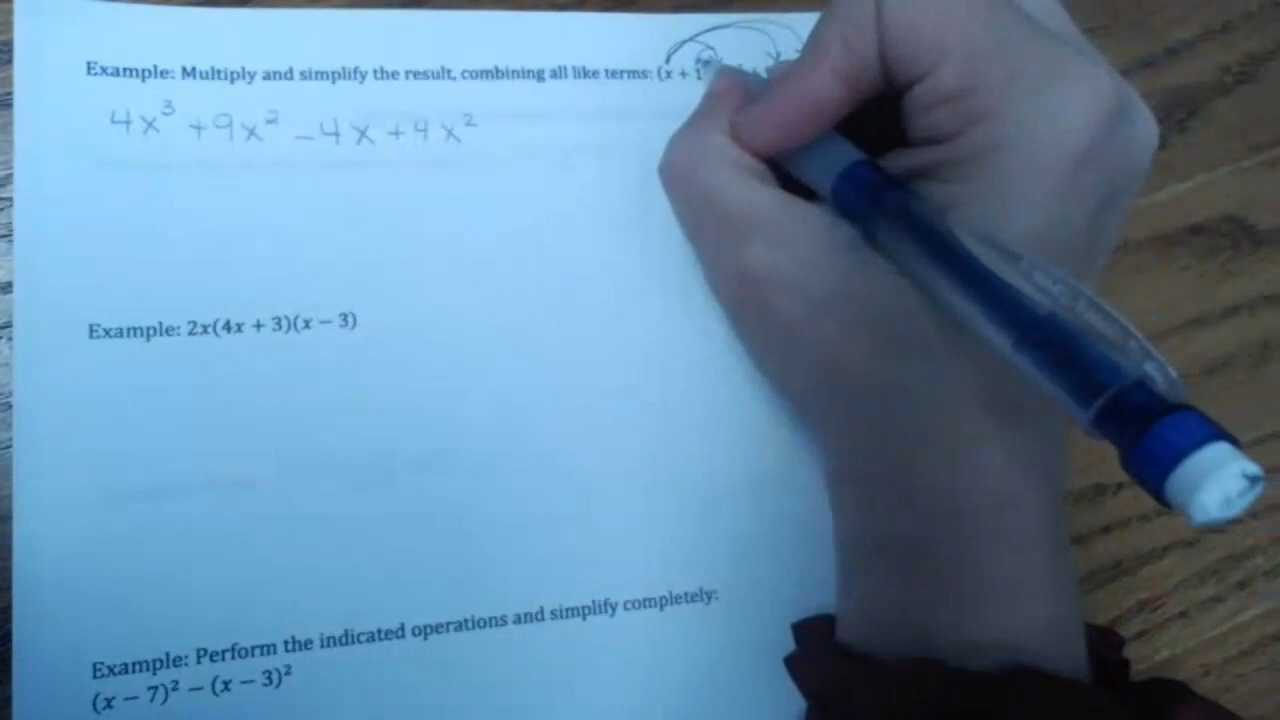 Example: Multiply and simplify the result, combining all like terms: (x + 1
4x³ + 9x² − 4x + 4x²
Example: 2x(4x + 3)(x − 3)
Example: Perform the indicated operations and simplify completely:
(x − 7)² − (x − 3)²